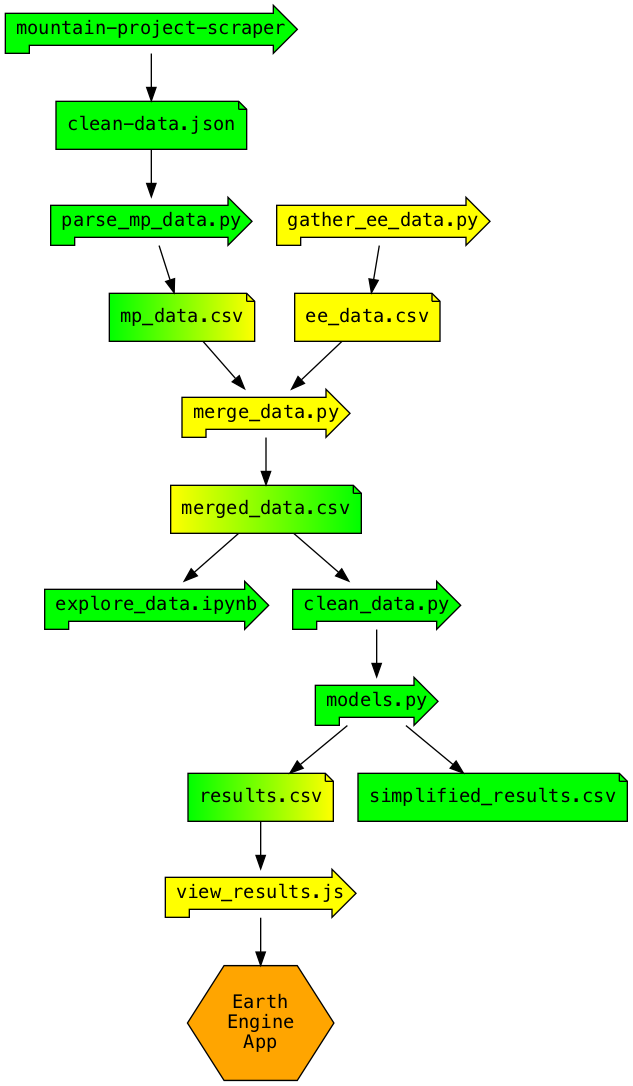 mountain-project-scraper
clean-data.json
parse_mp_data.py
gather_ee_data.py
mp_data.csv
ee_data.csv
merge_data.py
merged_data.csv
explore_data.ipynb
clean_data.py
models.py
results.csv
simplified_results.csv
view_results.js
Earth
Engine
App